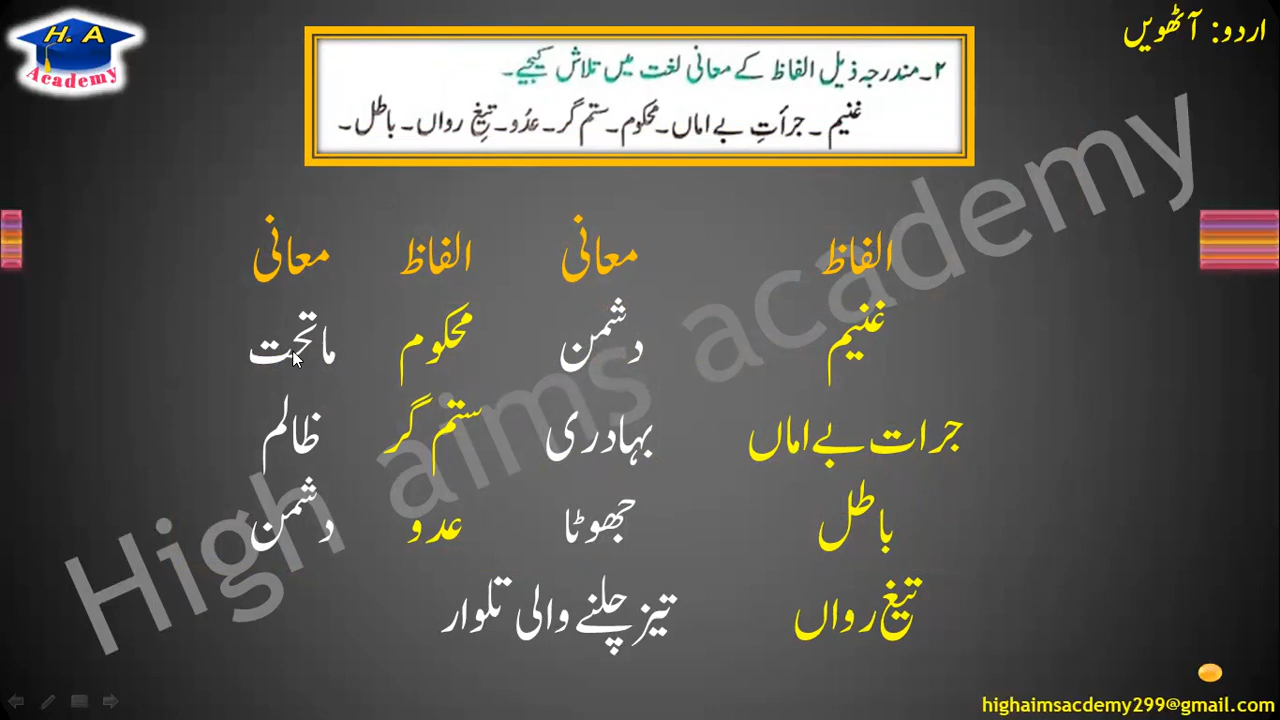 H. A
Academy
اردو: آٹھویں
۲۔ مندرجہ ذیل الفاظ کے معانی لغت میں تلاش کیجیے۔
غنیم ۔ جرأتِ بے اماں۔ محکوم۔ ستم گر۔ عدُو۔ تیغِ رواں۔ باطل۔
الفاظ معانی الفاظ معانی
غنیم دشمن محکوم ماتحت
جرات بے اماں بہادری ستم گر ظالم
باطل جھوٹا عدو دشمن
تیغ رواں تیز چلنے والی تلوار
High aims academy
highaimsacdemy299@gmail.com